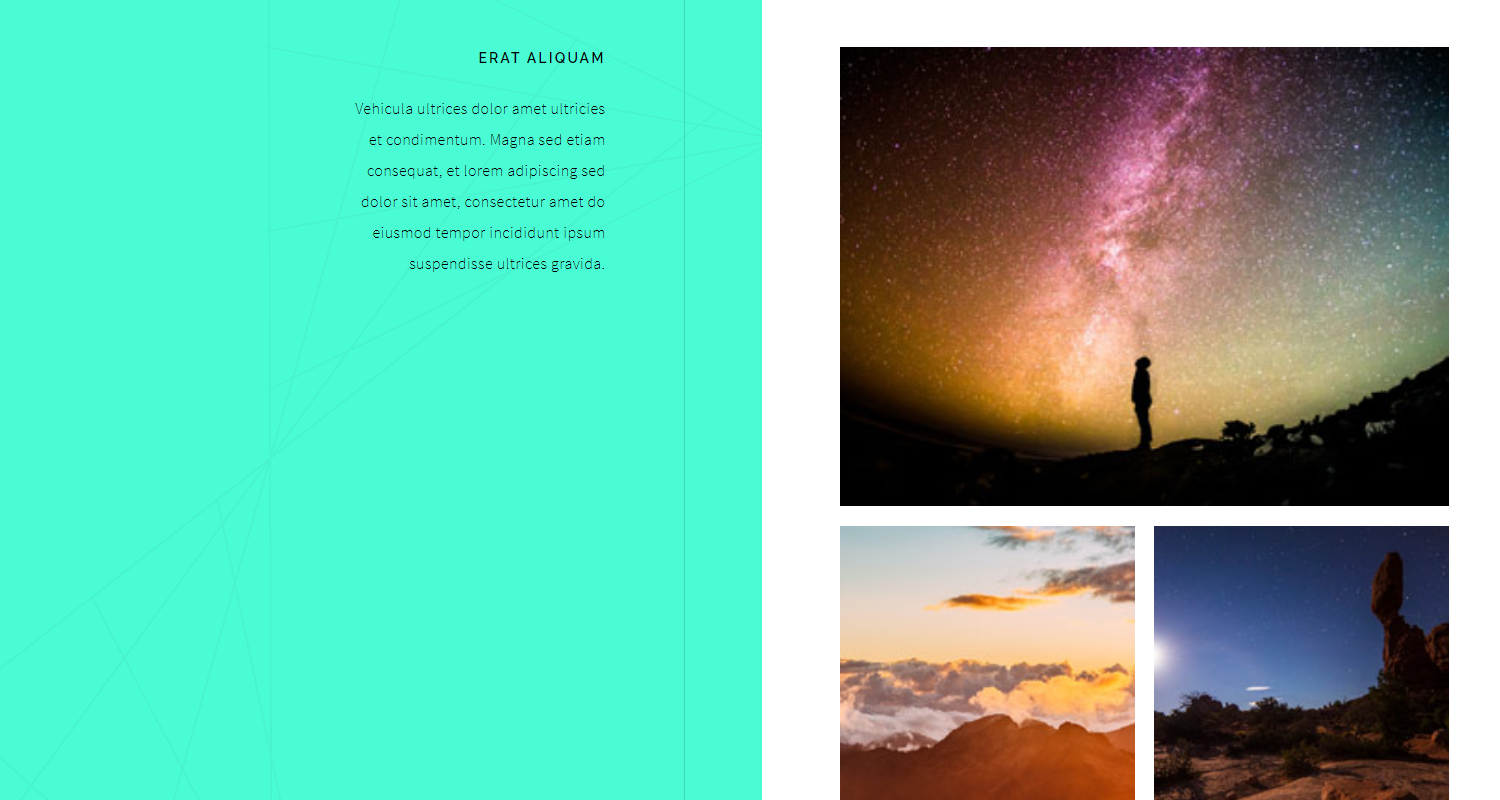 ERAT ALIQUAM
Vehicula ultrices dolor amet ultricies
et condimentum. Magna sed etiam
consequat, et lorem adipiscing sed
dolor sit amet, consectetur amet do
eiusmod tempor incididunt ipsum
suspendisse ultrices gravida.